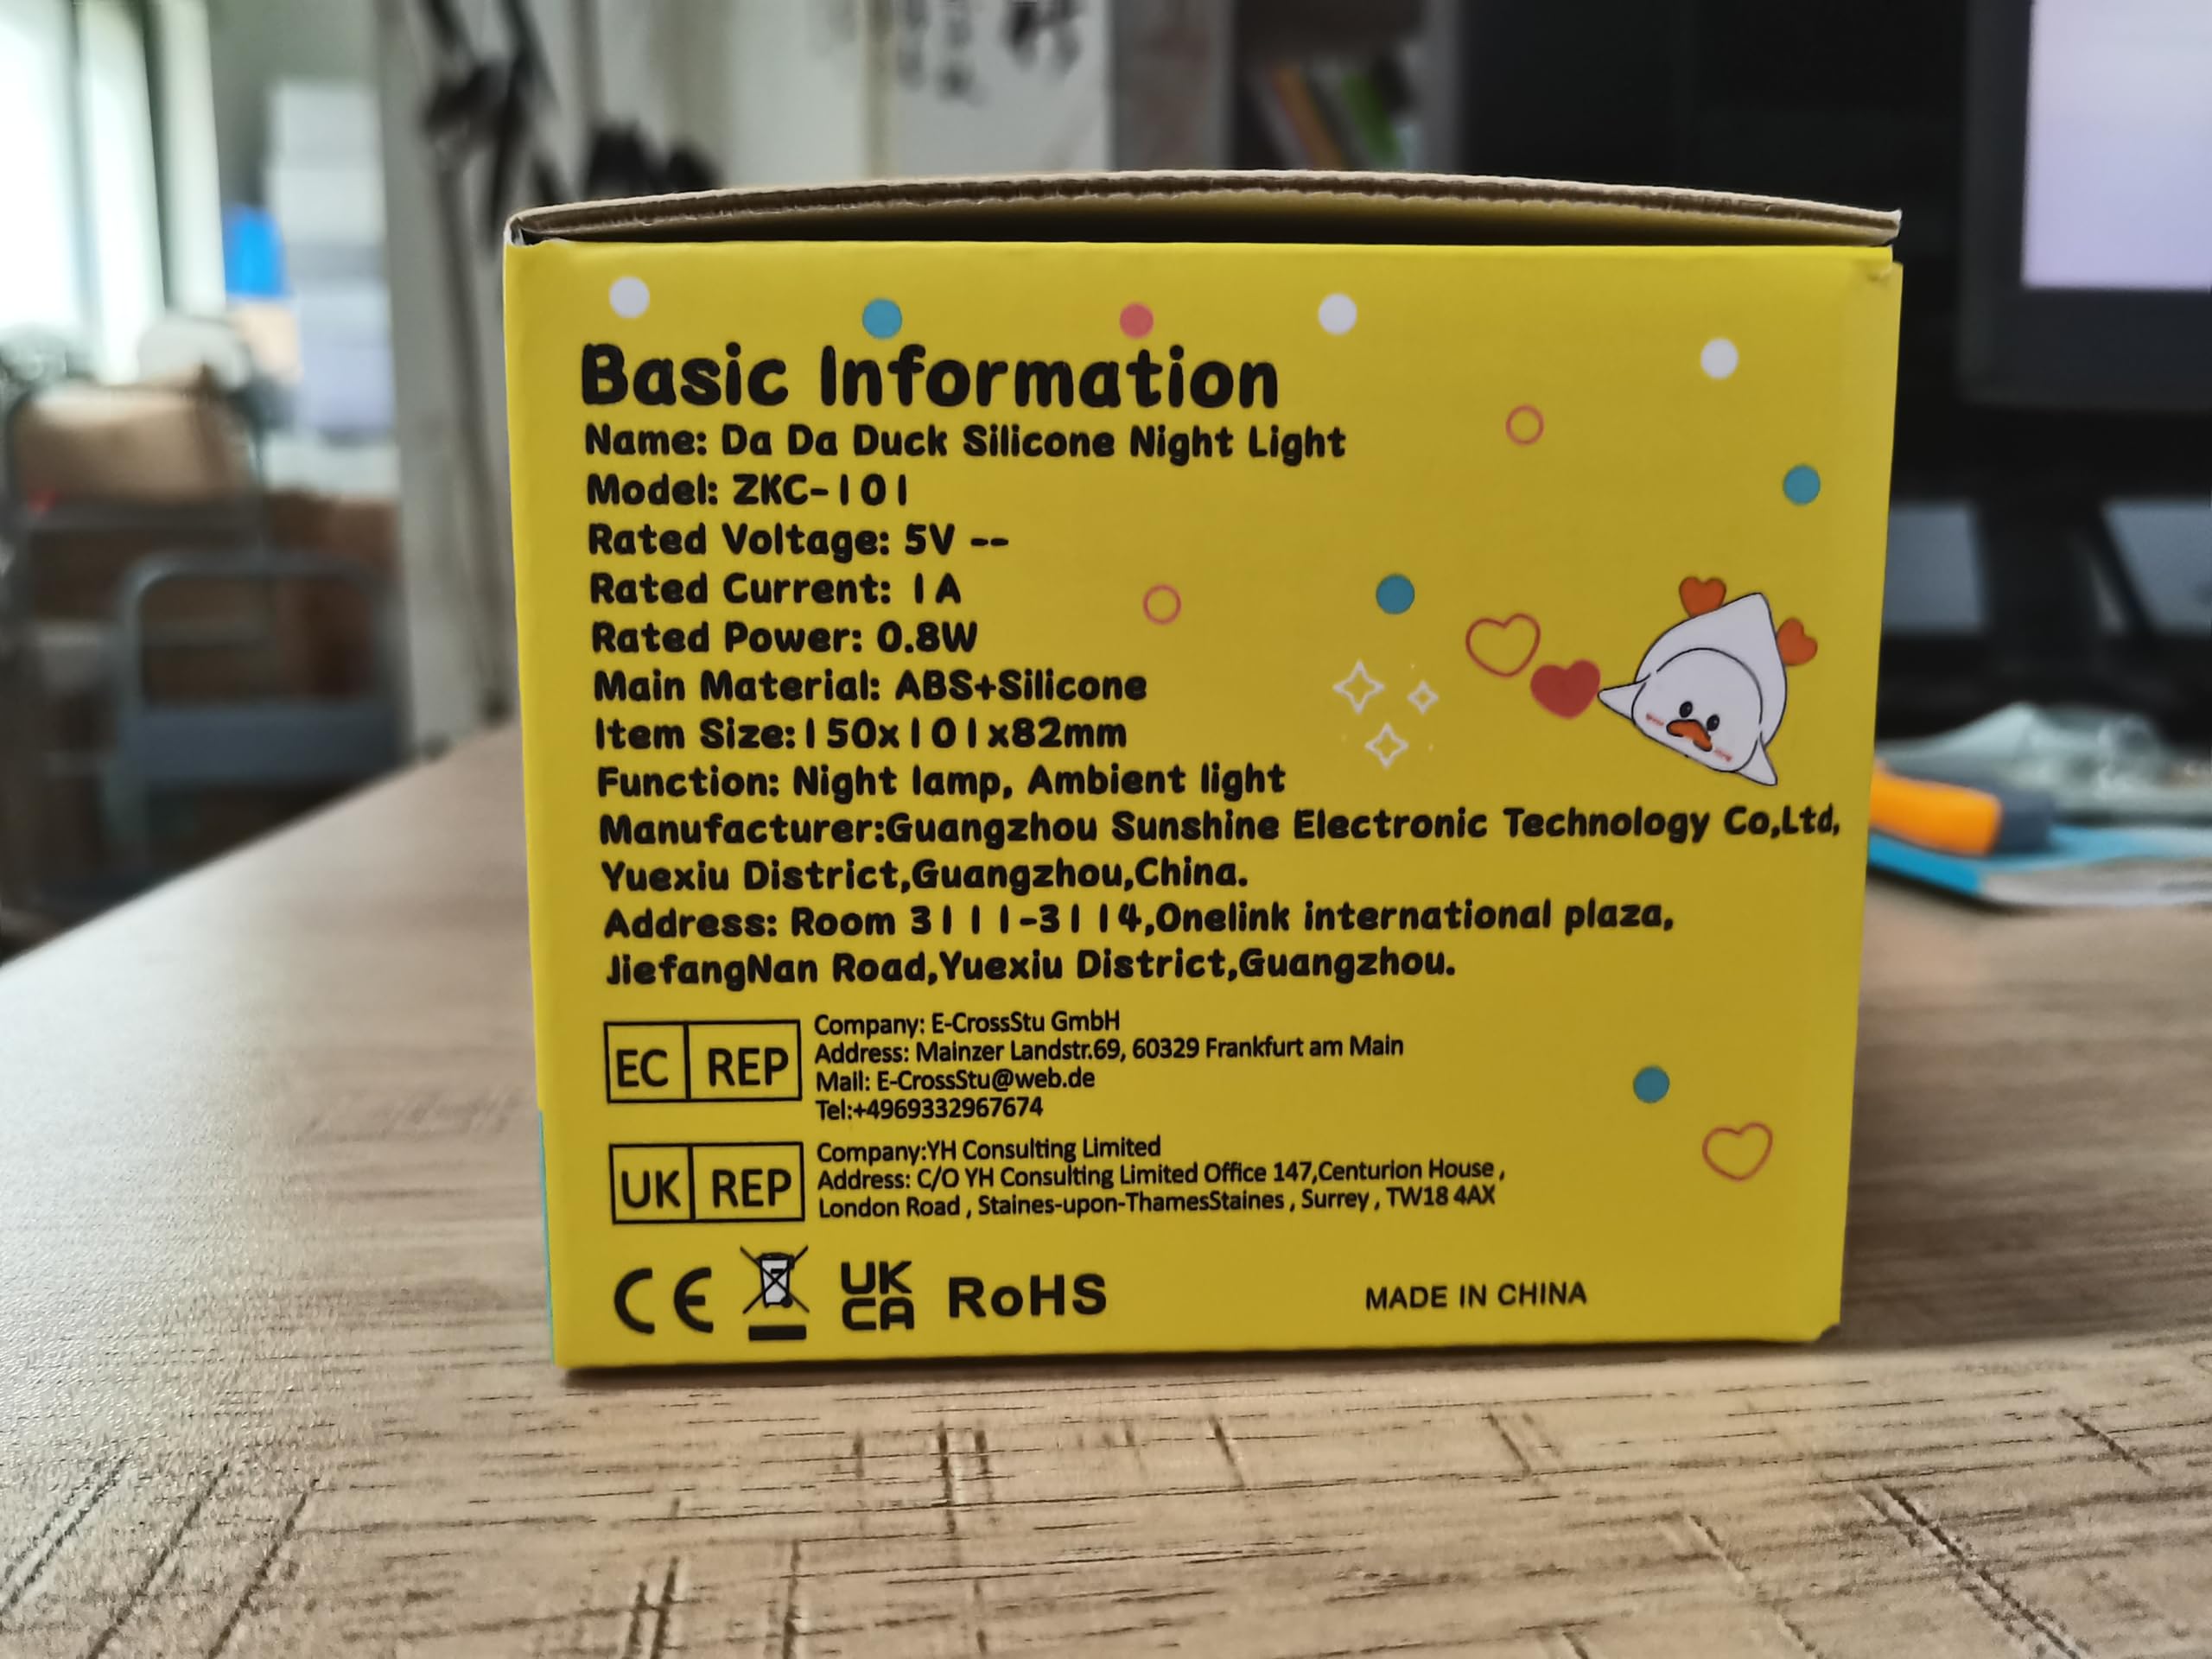 Basic Information
Name: Da Da Duck Silicone Night Light
Model: ZKC-101
Rated Voltage: 5V --
Rated Current: 1A
Rated Power: 0.8W
Main Material: ABS+Silicone
Item Size:150x101x82mm
Function: Night lamp, Ambient light
Manufacturer:Guangzhou Sunshine Electronic Technology Co,Ltd,
Yuexiu District,Guangzhou,China.
Address: Room 3111-3114,Onelink international plaza,
JiefangNan Road,Yuexiu District,Guangzhou.
EC REP
Company: E-CrossStu GmbH
Address: Mainzer Landstr.69, 60329 Frankfurt am Main
Mail: E-CrossStu@web.de
Tel:+4969332967674
UK REP
Company:YH Consulting Limited
Address: C/O YH Consulting Limited Office 147,Centurion House ,
London Road , Staines-upon-ThamesStaines , Surrey , TW18 4AX
CE UK CA RoHS MADE IN CHINA